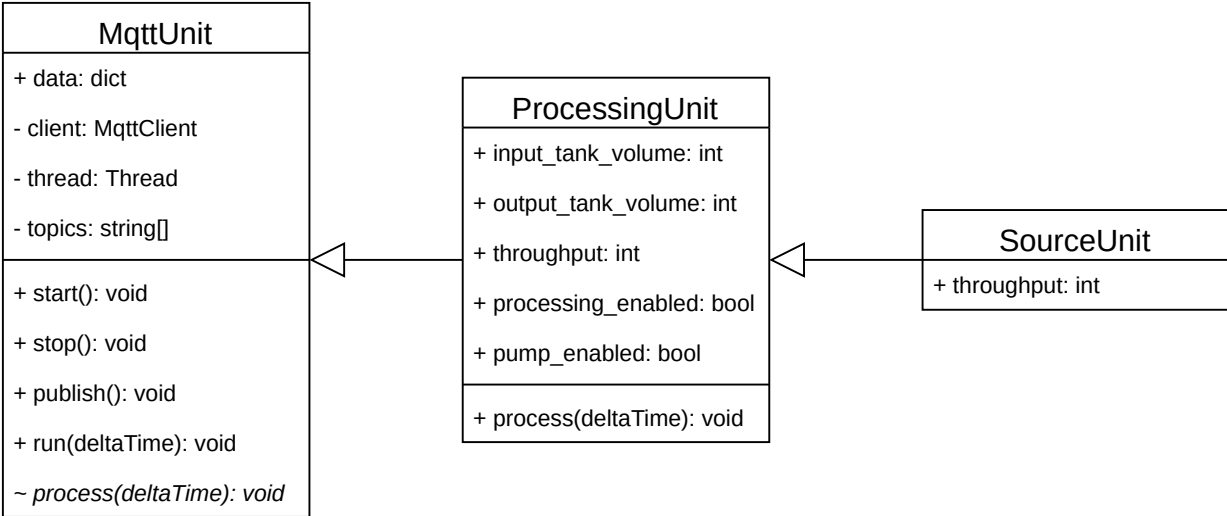 MqttUnit
+ data: dict
- client: MqttClient
- thread: Thread
- topics: string[]
+ start(): void
+ stop(): void
+ publish(): void
+ run(deltaTime): void
~ process(deltaTime): void
ProcessingUnit
+ input_tank_volume: int
+ output_tank_volume: int
+ throughput: int
+ processing_enabled: bool
+ pump_enabled: bool
+ process(deltaTime): void
SourceUnit
+ throughput: int